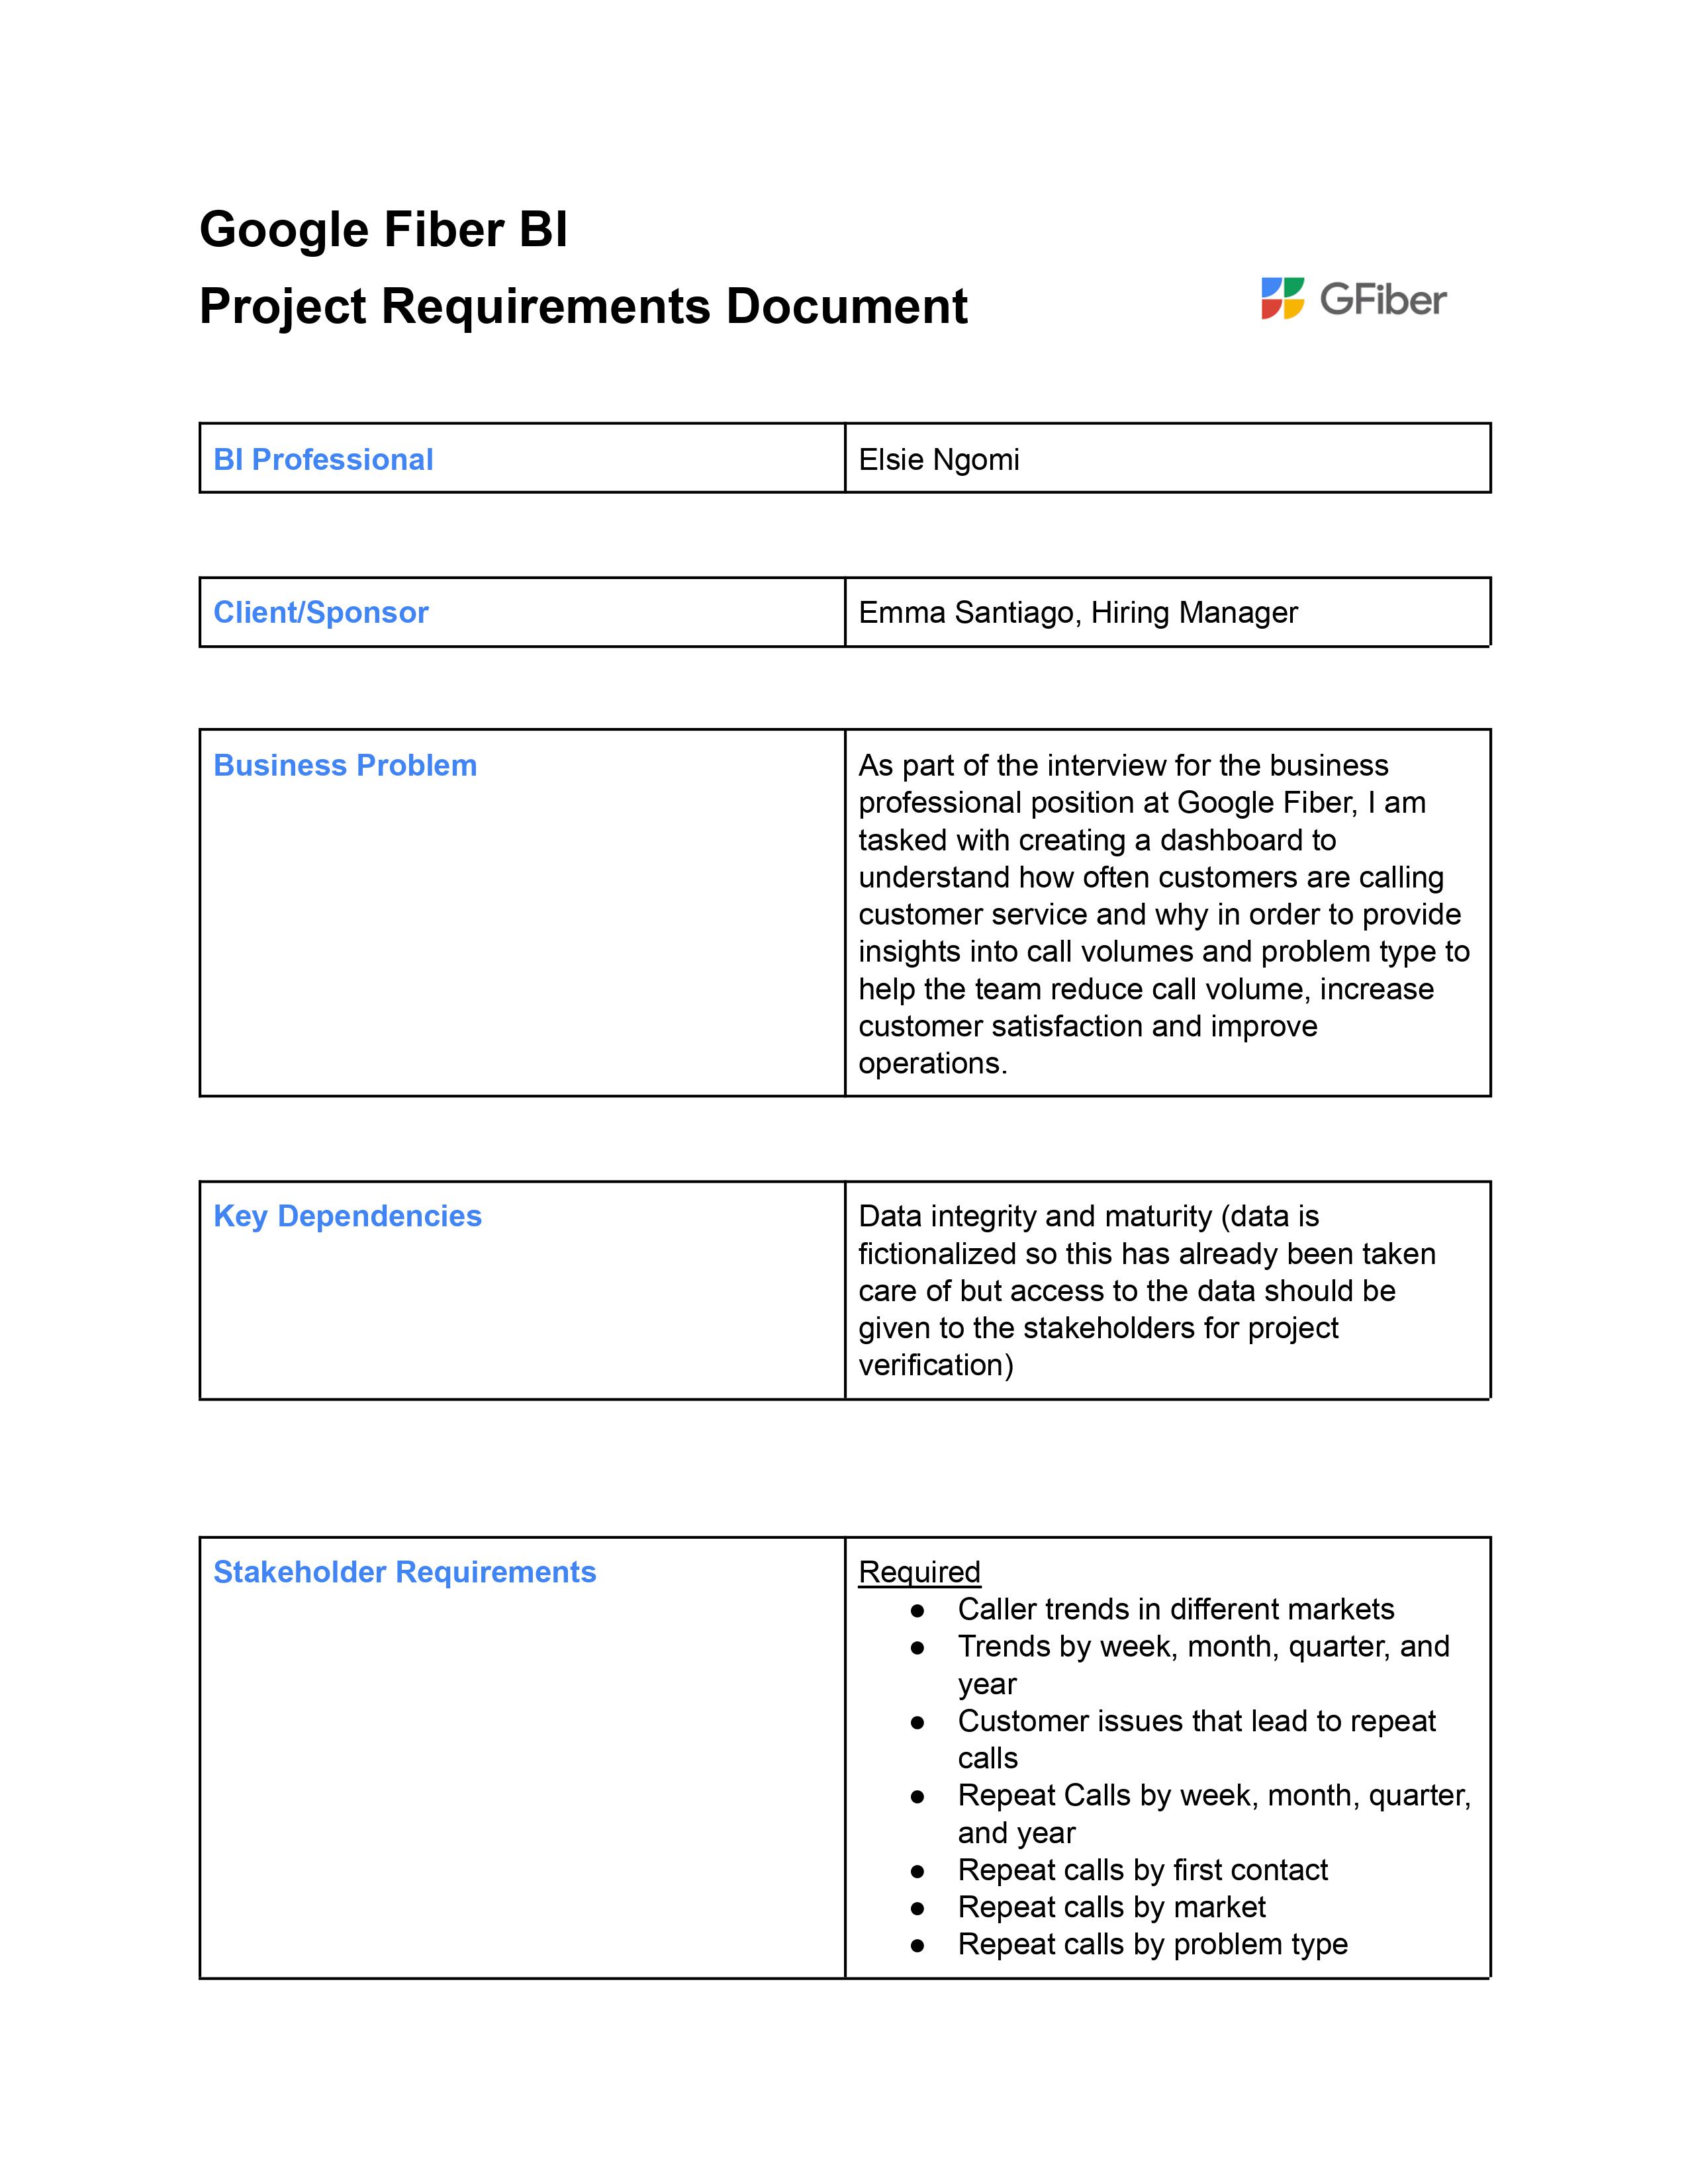 Google Fiber BI
Project Requirements Document
GFiber
BI Professional
Elsie Ngomi
Client/Sponsor
Emma Santiago, Hiring Manager
Business Problem
As part of the interview for the business
professional position at Google Fiber, I am
tasked with creating a dashboard to
understand how often customers are calling
customer service and why in order to provide
insights into call volumes and problem type to
help the team reduce call volume, increase
customer satisfaction and improve
operations.
Key Dependencies
Data integrity and maturity (data is
fictionalized so this has already been taken
care of but access to the data should be
given to the stakeholders for project
verification)
Stakeholder Requirements
Required
● Caller trends in different markets
● Trends by week, month, quarter, and
year
● Customer issues that lead to repeat
calls
● Repeat Calls by week, month, quarter,
and year
● Repeat calls by first contact
● Repeat calls by market
● Repeat calls by problem type